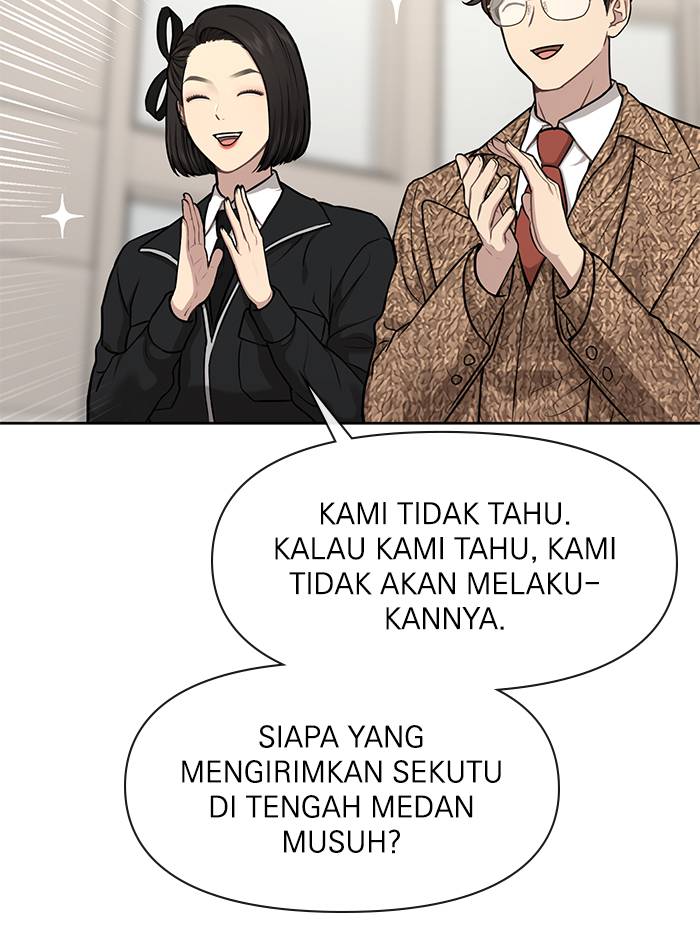 KAMI TIDAK TAHU.
KALAU KAMI TAHU, KAMI
TIDAK AKAN MELAKU-
KANNYA.
SIAPA YANG
MENGIRIMKAN SEKUTU
DI TENGAH MEDAN
MUSUH?